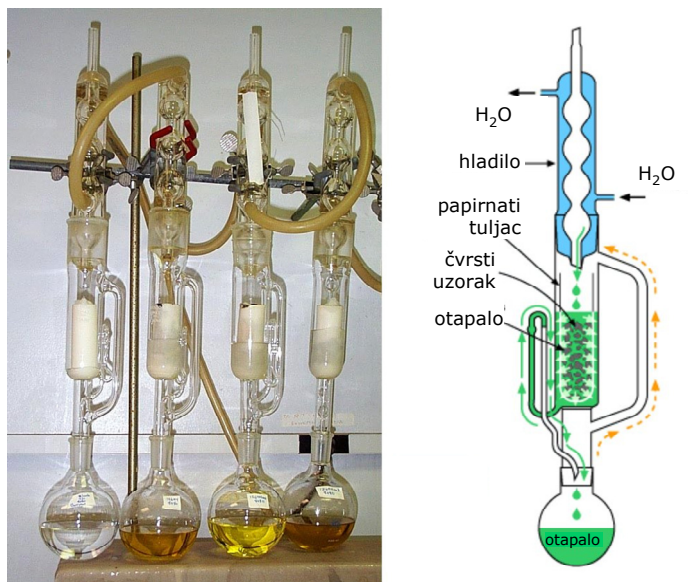 H₂O
hladilo
H₂O
papirnati
tuljac
čvrsti
uzorak
otapalo
otapalo